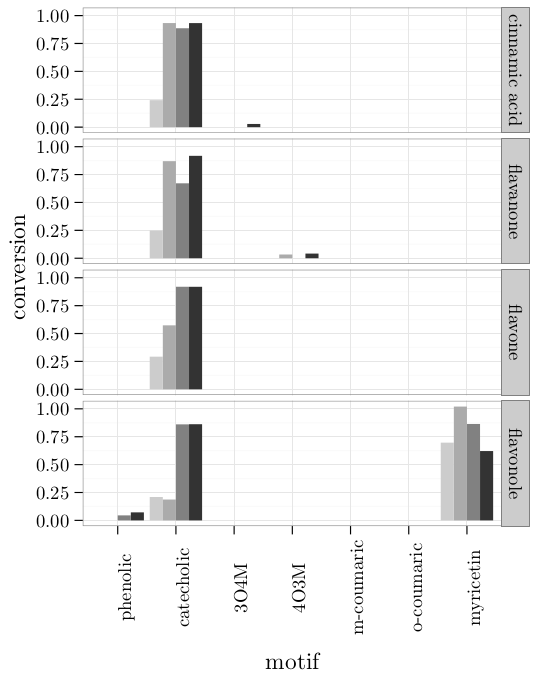 1.00
0.75
0.50
0.25
0.00
cinnamic acid
1.00
0.75
0.50
0.25
0.00
flavanone
1.00
0.75
0.50
0.25
0.00
flavone
1.00
0.75
0.50
0.25
0.00
flavonole
conversion
phenolic
catecholic
3O4M
4O3M
m-coumaric
o-coumaric
myricetin
motif